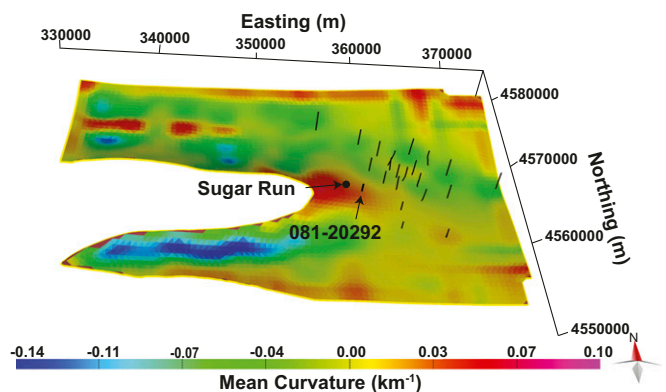 Easting (m)
330000 340000 350000 360000 370000
4580000
4570000
Northing (m)
4560000
4550000
Sugar Run
081-20292
-0.14 -0.11 -0.07 -0.04 0.00 0.03 0.07 0.10
Mean Curvature (km⁻¹)
N